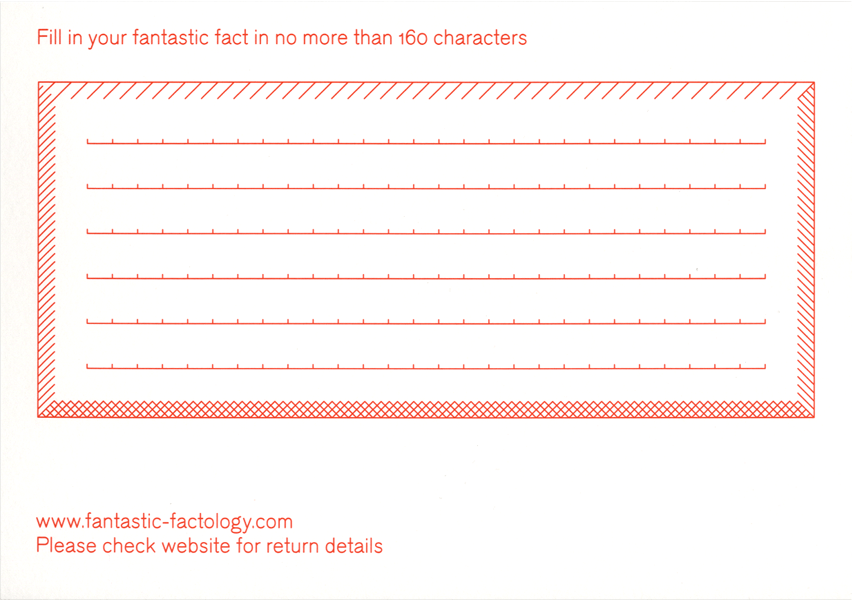 Fill in your fantastic fact in no more than 160 characters
www.fantastic-factology.com
Please check website for return details